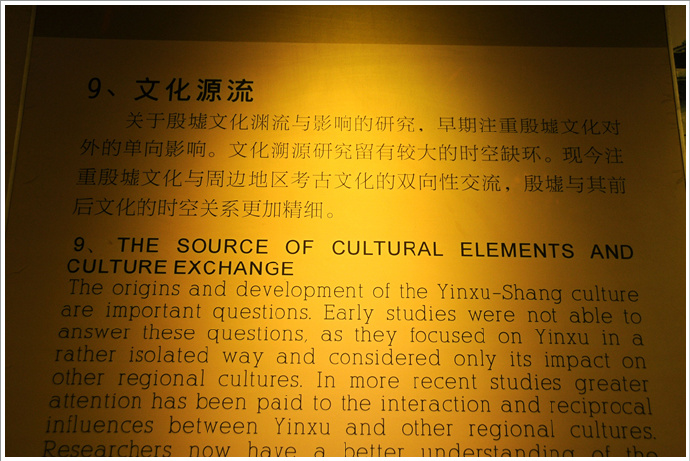 9、文化源流
关于殷墟文化渊流与影响的研究，早期注重殷墟文化对
外的单向影响。文化溯源研究留有较大的时空缺环。现今注
重殷墟文化与周边地区考古文化的双向性交流，殷墟与其前
后文化的时空关系更加精细。
9、 THE SOURCE OF CULTURAL ELEMENTS AND
CULTURE EXCHANGE
The origins and development of the Yinxu-Shang culture
are important questions. Early studies were not able to
answer these questions, as they focused on Yinxu in a
rather isolated way and considered only its impact on
other regional cultures. In more recent studies greater
attention has been paid to the interaction and reciprocal
influences between Yinxu and other regional cultures.
Researchers now have a better understanding of the